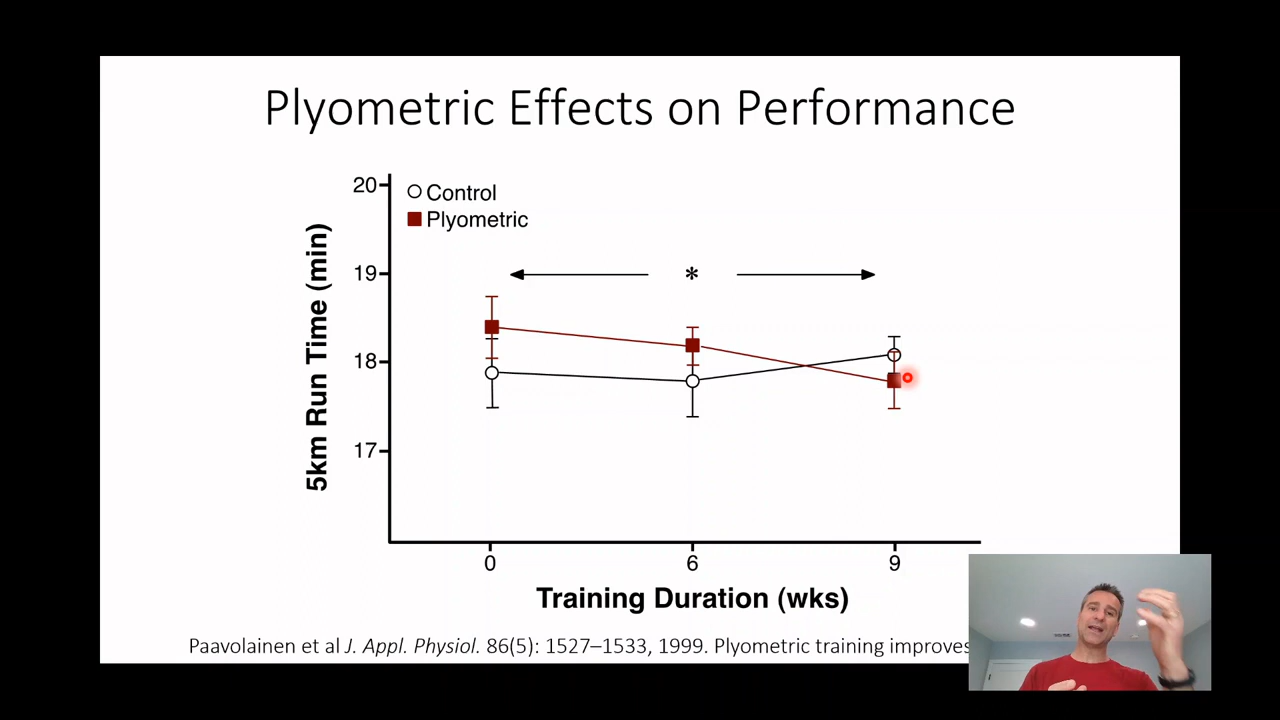 Plyometric Effects on Performance
20
Control
Plyometric
19
*
18
17
5km Run Time (min)
0 6 9
Training Duration (wks)
Paavolainen et al J. Appl. Physiol. 86(5): 1527–1533, 1999. Plyometric training improves